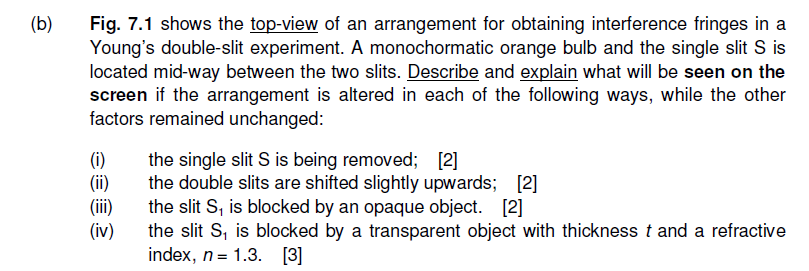 (b) Fig. 7.1 shows the top-view of an arrangement for obtaining interference fringes in a
Young's double-slit experiment. A monochormatic orange bulb and the single slit S is
located mid-way between the two slits. Describe and explain what will be seen on the
screen if the arrangement is altered in each of the following ways, while the other
factors remained unchanged:
(i) the single slit S is being removed; [2]
(ii) the double slits are shifted slightly upwards; [2]
(iii) the slit S₁ is blocked by an opaque object. [2]
(iv) the slit S₁ is blocked by a transparent object with thickness t and a refractive
index, n = 1.3. [3]